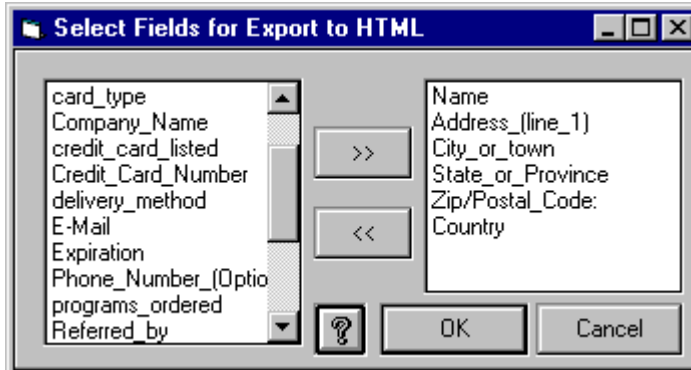 Select Fields for Export to HTML
card_type
Company_Name
credit_card_listed
Credit_Card_Number
delivery_method
E-Mail
Expiration
Phone_Number_(Optio
programs_ordered
Referred_by
>>
<<
Name
Address_(line_1)
City_or_town
State_or_Province
Zip/Postal_Code:
Country
?
OK
Cancel